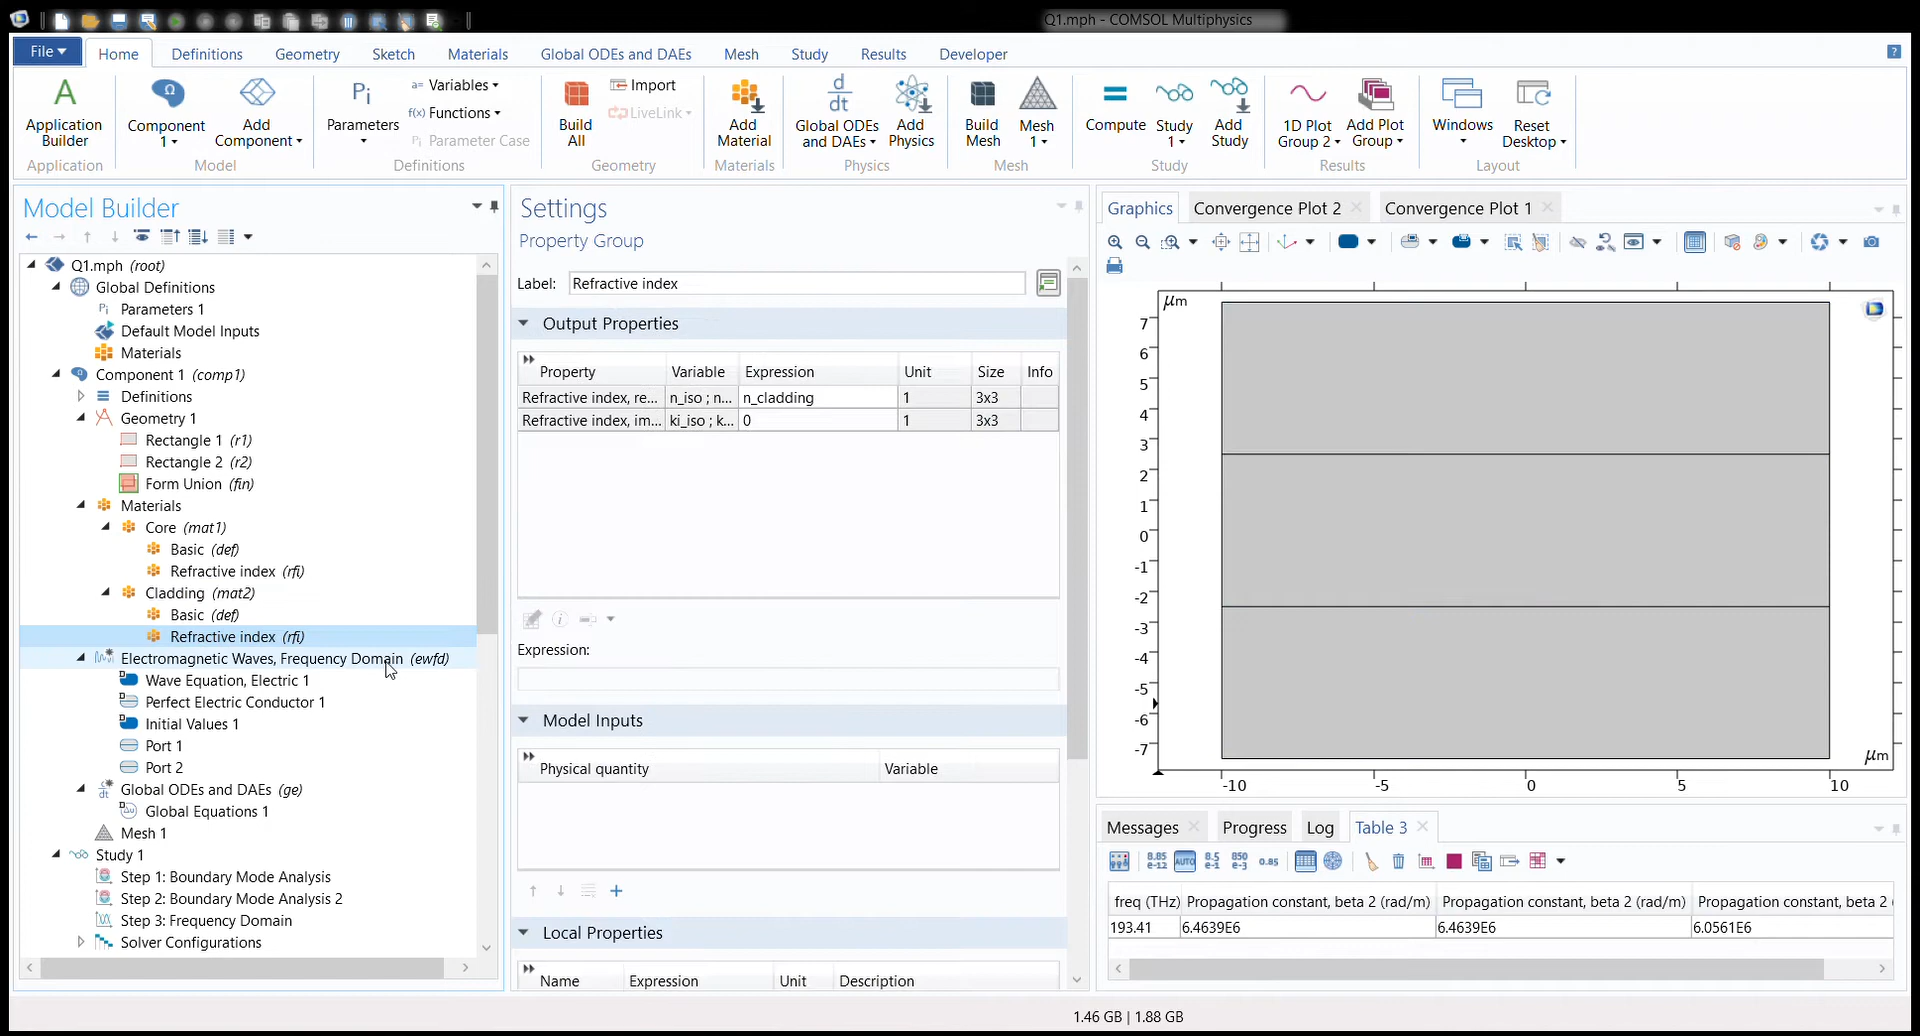 Q1.mph - COMSOL Multiphysics
File Home Definitions Geometry Sketch Materials Global ODEs and DAEs Mesh Study Results Developer
Application Builder
Application
Component 1
Add Component
Model
Parameters
a= Variables
f(x) Functions
Pi Parameter Case
Definitions
Build All
Import
LiveLink
Geometry
Add Material
Materials
Global ODEs and DAEs
Add Physics
Physics
Build Mesh
Mesh 1
Mesh
Compute
Study 1
Add Study
Study
1D Plot Group 2
Add Plot Group
Results
Windows
Reset Desktop
Layout
Model Builder
Q1.mph (root)
Global Definitions
Pi Parameters 1
Default Model Inputs
Materials
Component 1 (comp1)
Definitions
Geometry 1
Rectangle 1 (r1)
Rectangle 2 (r2)
Form Union (fin)
Materials
Core (mat1)
Basic (def)
Refractive index (rfi)
Cladding (mat2)
Basic (def)
Refractive index (rfi)
Electromagnetic Waves, Frequency Domain (ewfd)
Wave Equation, Electric 1
Perfect Electric Conductor 1
Initial Values 1
Port 1
Port 2
Global ODEs and DAEs (ge)
Global Equations 1
Mesh 1
Study 1
Step 1: Boundary Mode Analysis
Step 2: Boundary Mode Analysis 2
Step 3: Frequency Domain
Solver Configurations
Settings
Property Group
Label: Refractive index
Output Properties
Property Variable Expression Unit Size Info
Refractive index, re... n_iso ; n... n_cladding 1 3x3
Refractive index, im... ki_iso ; k... 0 1 3x3
Expression:
Model Inputs
Physical quantity Variable
Local Properties
Name Expression Unit Description
Graphics Convergence Plot 2 Convergence Plot 1
μm
7
6
5
4
3
2
1
0
-1
-2
-3
-4
-5
-6
-7
μm
-10 -5 0 5 10
Messages Progress Log Table 3
8.85 e-12 AUTO 8.5 e-1 850 e-3 0.85
freq (THz) Propagation constant, beta 2 (rad/m) Propagation constant, beta 2 (rad/m) Propagation constant, beta 2 (
193.41 6.4639E6 6.4639E6 6.0561E6
1.46 GB | 1.88 GB